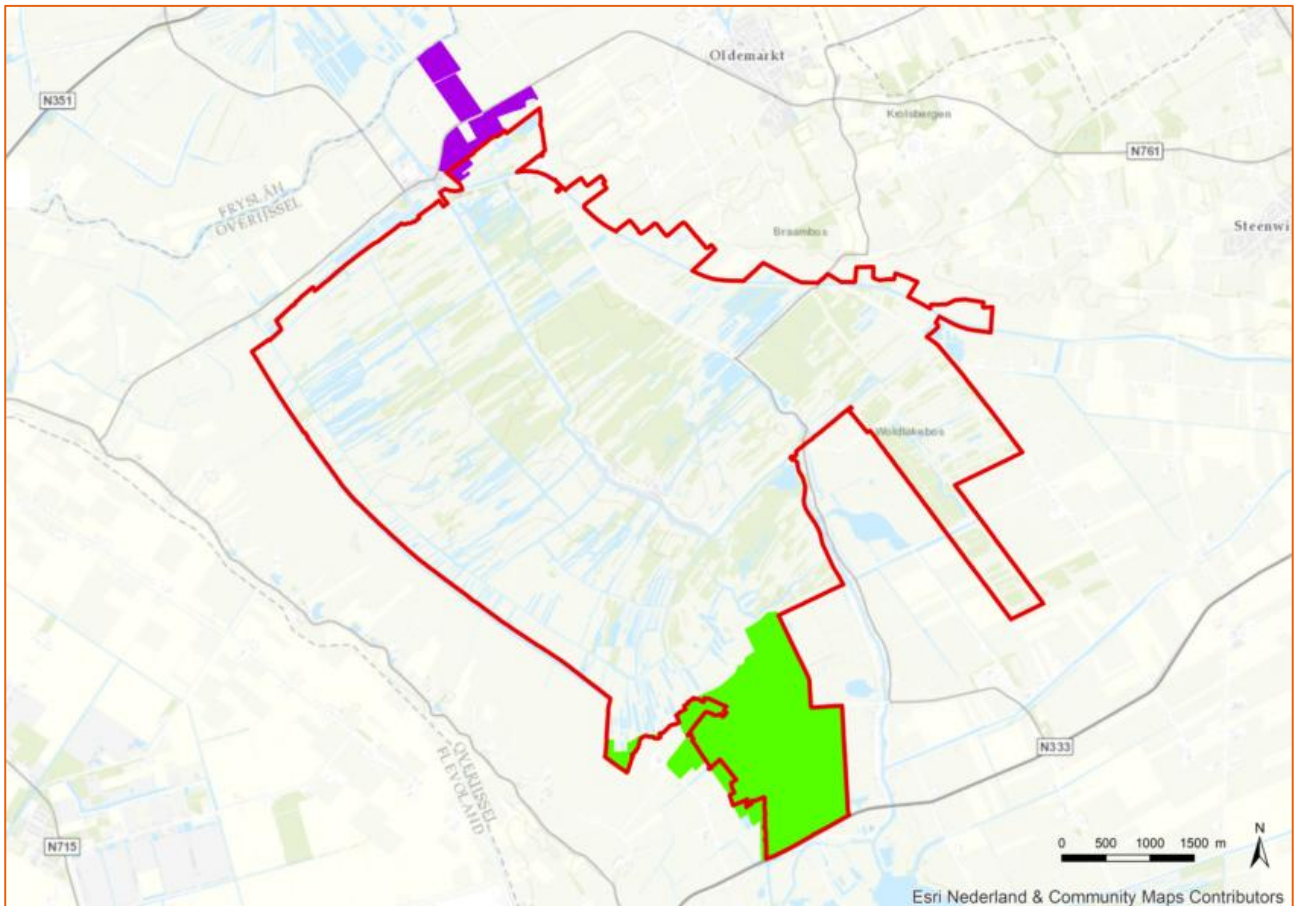 Oldemarkt
N351
Krolsbergen
N761
FRYSLÂN
OVERIJSSEL
Steenwi
Braambos
Woldlakebos
OVERIJSSEL
FLEVOLAND
N333
N715
0 500 1000 1500 m
N
Esri Nederland & Community Maps Contributors